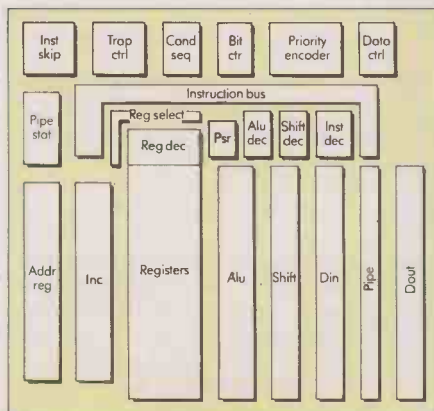 Inst skip
Trap ctrl
Cond seq
Bit ctr
Priority encoder
Data ctrl
Instruction bus
Pipe stat
Reg select
Reg dec
Psr
Alu dec
Shift dec
Inst dec
Addr reg
Inc
Registers
Alu
Shift
Din
Pipe
Dout